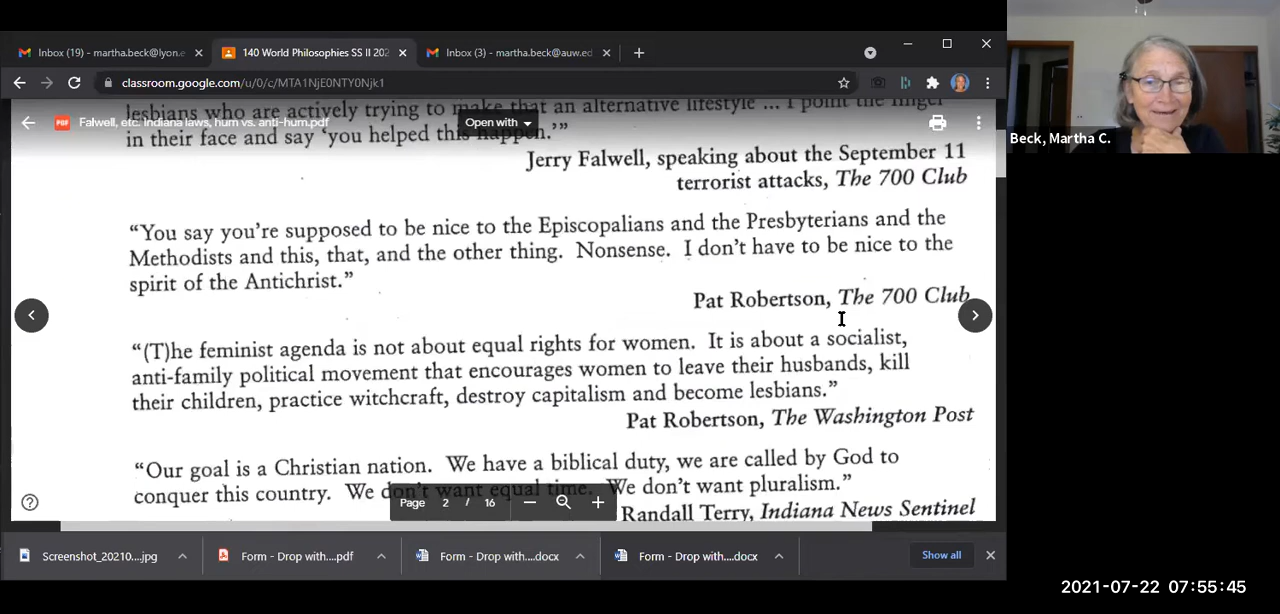 Inbox (19) - martha.beck@lyon.e
140 World Philosophies SS II 202
Inbox (3) - martha.beck@auw.ed
classroom.google.com/u/0/c/MTA1NjE0NTY0Njk1
lesbians who are actively trying to make that an alternative lifestyle ... I point the finger
Falwell, etc. Indiana laws, hum vs. anti-hum.pdf
Open with
in their face and say ‘you helped this happen.’”
Jerry Falwell, speaking about the September 11
terrorist attacks, The 700 Club
“You say you're supposed to be nice to the Episcopalians and the Presbyterians and the
Methodists and this, that, and the other thing. Nonsense. I don't have to be nice to the
spirit of the Antichrist.”
Pat Robertson, The 700 Club
“(T)he feminist agenda is not about equal rights for women. It is about a socialist,
anti-family political movement that encourages women to leave their husbands, kill
their children, practice witchcraft, destroy capitalism and become lesbians.”
Pat Robertson, The Washington Post
“Our goal is a Christian nation. We have a biblical duty, we are called by God to
conquer this country. We don't want equal time. We don't want pluralism.”
Page 2 / 16
Randall Terry, Indiana News Sentinel
Screenshot_20210....jpg
Form - Drop with....pdf
Form - Drop with....docx
Form - Drop with....docx
Show all
Beck, Martha C.
2021-07-22 07:55:45